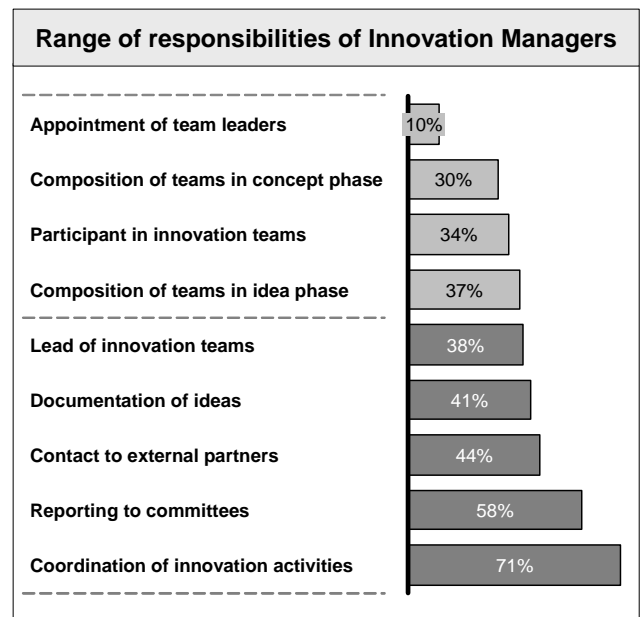 Range of responsibilities of Innovation Managers
Appointment of team leaders 10%
Composition of teams in concept phase 30%
Participant in innovation teams 34%
Composition of teams in idea phase 37%
Lead of innovation teams 38%
Documentation of ideas 41%
Contact to external partners 44%
Reporting to committees 58%
Coordination of innovation activities 71%